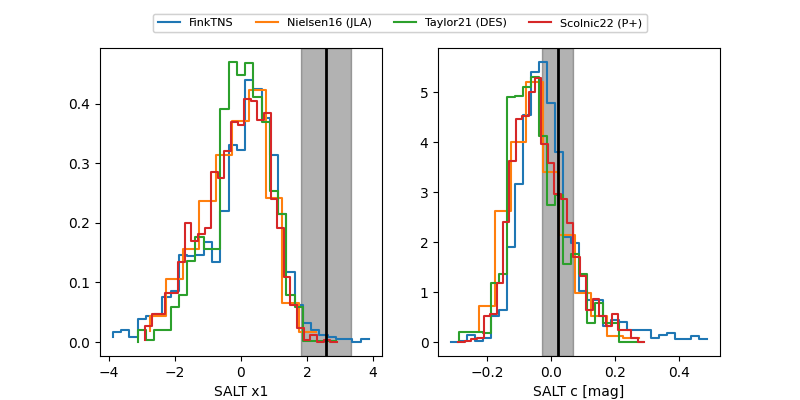 FinkTNS Nielsen16 (JLA) Taylor21 (DES) Scolnic22 (P+)
0.4
0.3
0.2
0.1
0.0
−4 −2 0 2 4
SALT x1
5
4
3
2
1
0
−0.2 0.0 0.2 0.4
SALT c [mag]